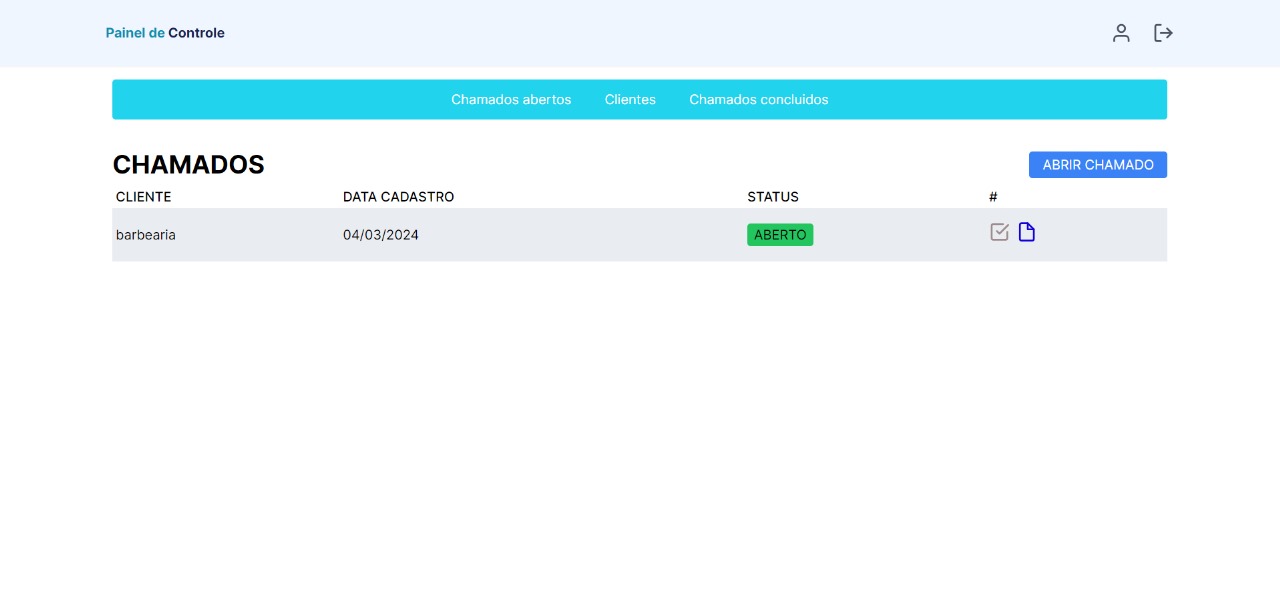 Painel de Controle
Chamados abertos Clientes Chamados concluidos
CHAMADOS
ABRIR CHAMADO
CLIENTE DATA CADASTRO STATUS #
barbearia 04/03/2024 ABERTO